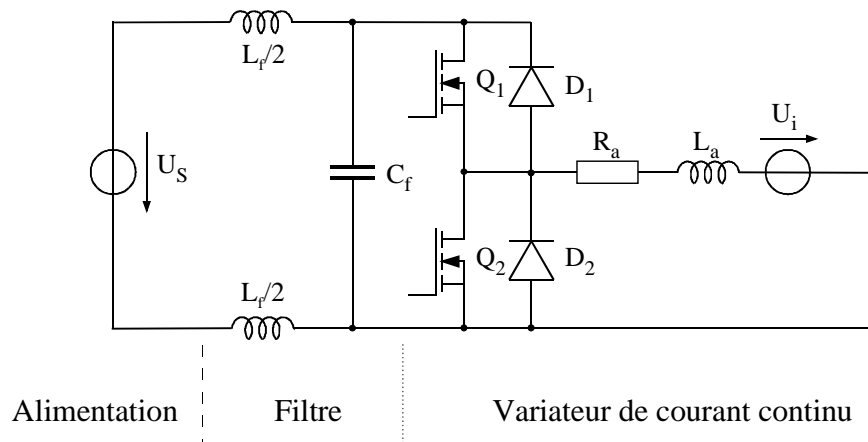 L_f/2
Q_1
D_1
U_S
C_f
R_a
L_a
U_i
Q_2
D_2
L_f/2
Alimentation
Filtre
Variateur de courant continu